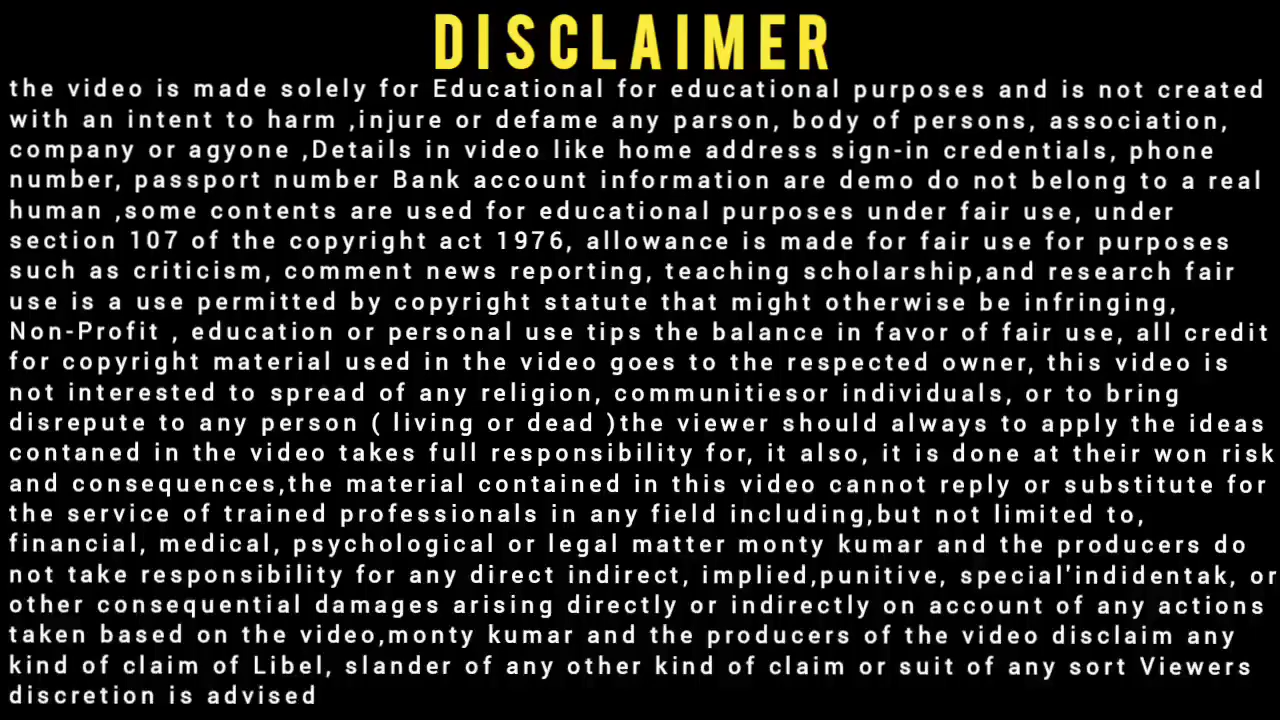 DISCLAIMER
the video is made solely for Educational for educational purposes and is not created
with an intent to harm ,injure or defame any parson, body of persons, association,
company or agyone ,Details in video like home address sign-in credentials, phone
number, passport number Bank account information are demo do not belong to a real
human ,some contents are used for educational purposes under fair use, under
section 107 of the copyright act 1976, allowance is made for fair use for purposes
such as criticism, comment news reporting, teaching scholarship,and research fair
use is a use permitted by copyright statute that might otherwise be infringing,
Non-Profit , education or personal use tips the balance in favor of fair use, all credit
for copyright material used in the video goes to the respected owner, this video is
not interested to spread of any religion, communitiesor individuals, or to bring
disrepute to any person ( living or dead )the viewer should always to apply the ideas
contaned in the video takes full responsibility for, it also, it is done at their won risk
and consequences,the material contained in this video cannot reply or substitute for
the service of trained professionals in any field including,but not limited to,
financial, medical, psychological or legal matter monty kumar and the producers do
not take responsibility for any direct indirect, implied,punitive, special'indidentak, or
other consequential damages arising directly or indirectly on account of any actions
taken based on the video,monty kumar and the producers of the video disclaim any
kind of claim of Libel, slander of any other kind of claim or suit of any sort Viewers
discretion is advised